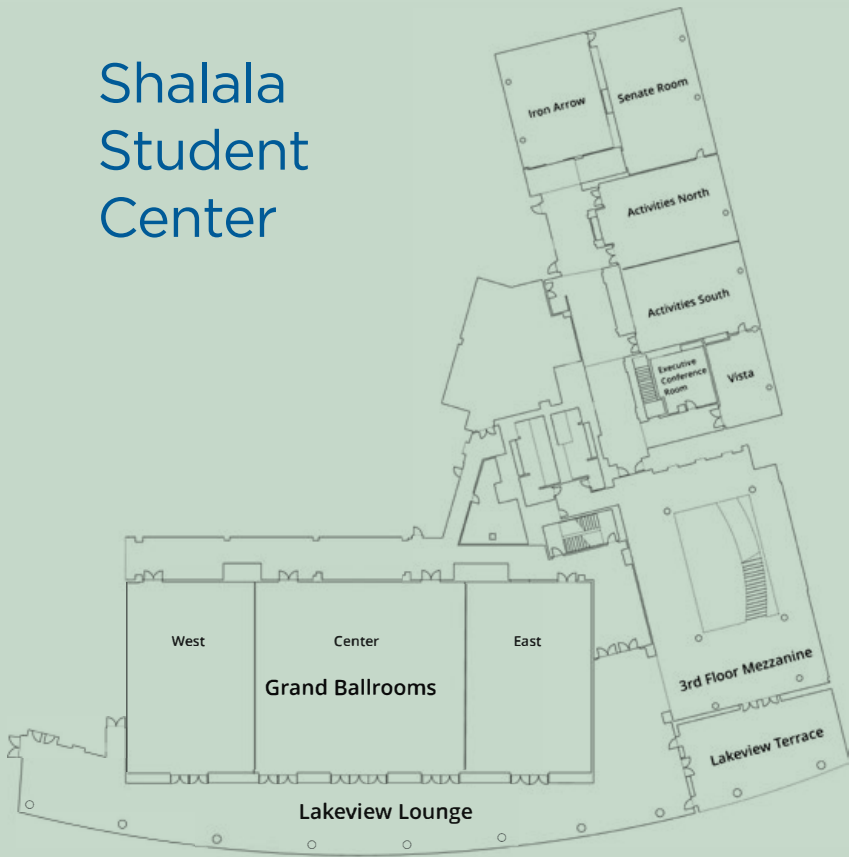 Shalala
Student
Center
Iron Arrow
Senate Room
Activities North
Activities South
Executive
Conference
Room
Vista
West
Center
East
Grand Ballrooms
3rd Floor Mezzanine
Lakeview Terrace
Lakeview Lounge